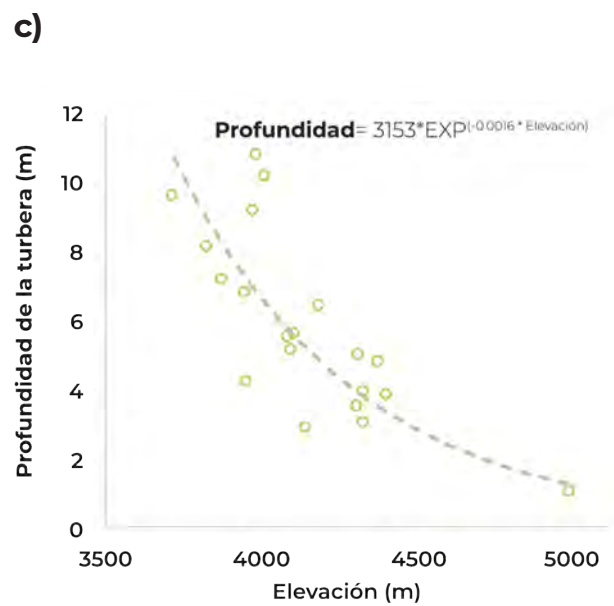 c)
Profundidad= 3153*EXP(-0.0016 * Elevación)
Profundidad de la turbera (m)
12
10
8
6
4
2
0
3500 4000 4500 5000
Elevación (m)